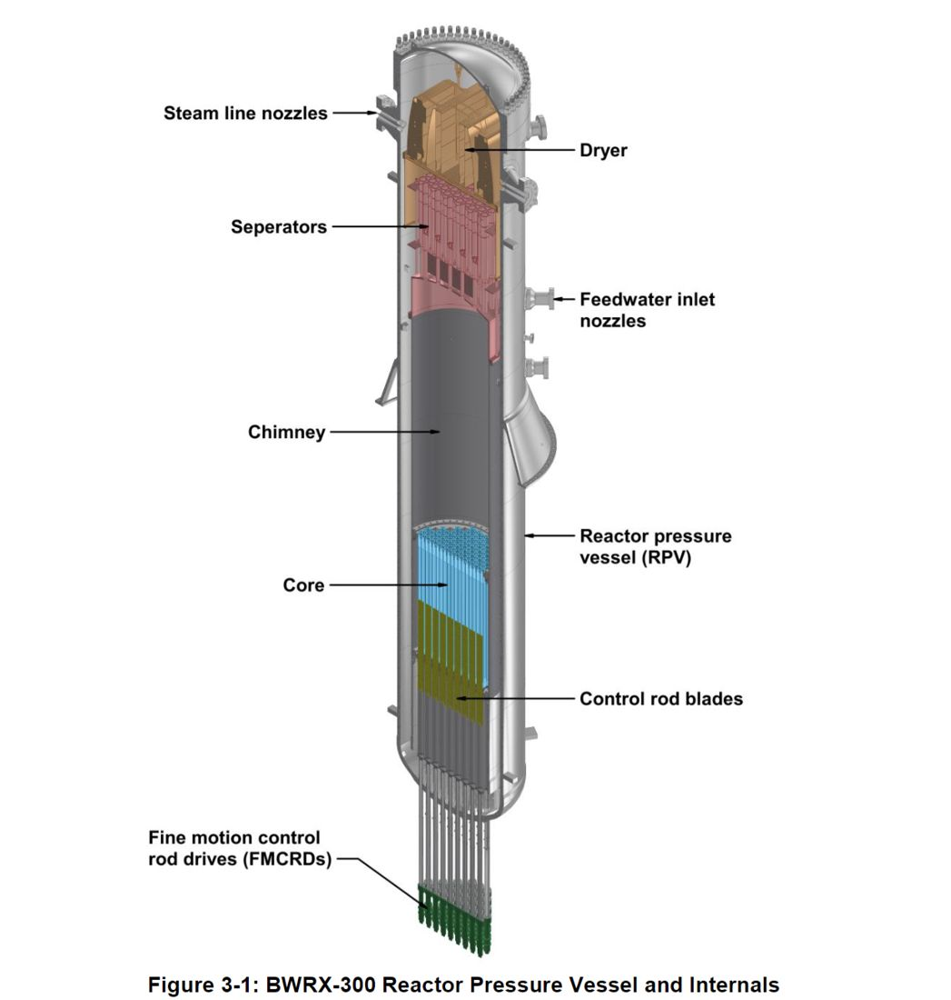 Steam line nozzles
Dryer
Seperators
Feedwater inlet
nozzles
Chimney
Reactor pressure
vessel (RPV)
Core
Control rod blades
Fine motion control
rod drives (FMCRDs)
Figure 3-1: BWRX-300 Reactor Pressure Vessel and Internals